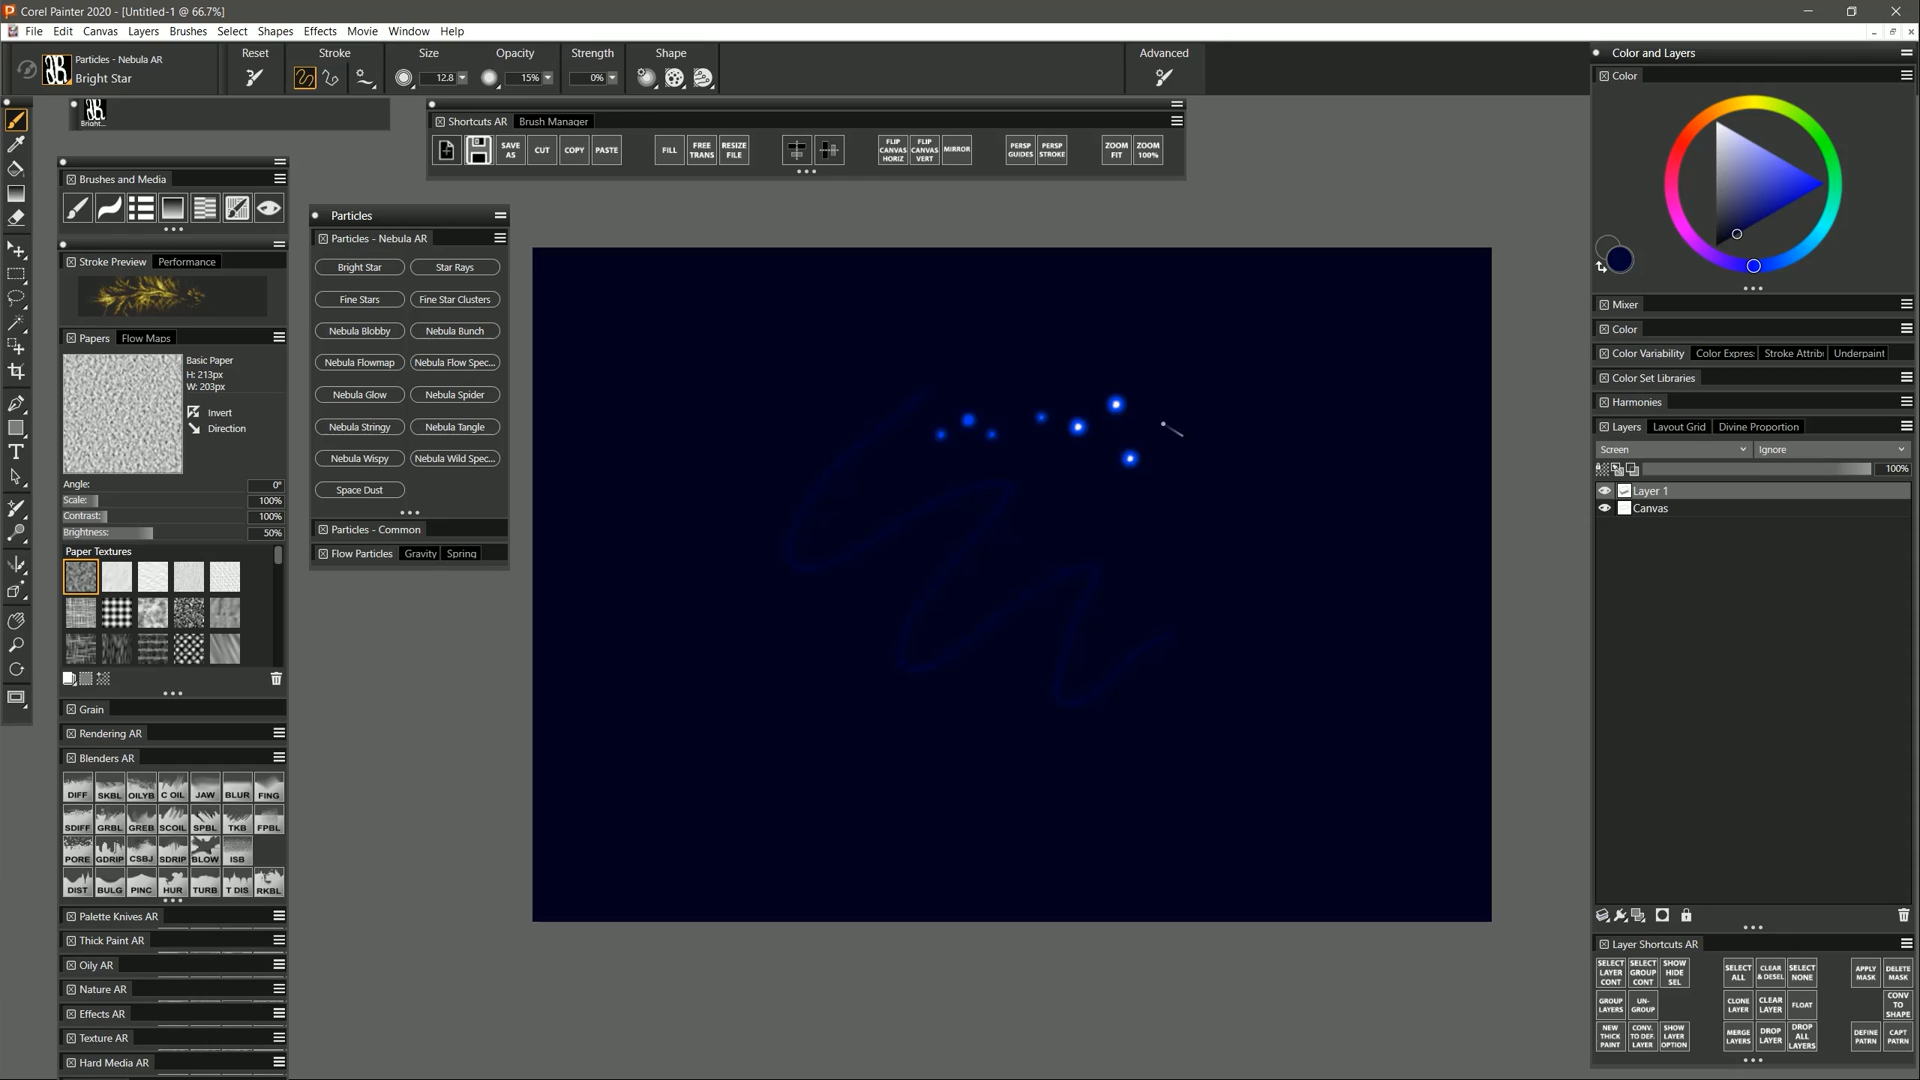 Corel Painter 2020 - [Untitled-1 @ 66.7%]
File Edit Canvas Layers Brushes Select Shapes Effects Movie Window Help
Particles - Nebula AR
Bright Star
Reset Stroke Size Opacity Strength Shape Advanced
12.8 15% 0%
Bright...
Shortcuts AR Brush Manager
SAVE AS CUT COPY PASTE FILL FREE TRANS RESIZE FILE FLIP CANVAS HORIZ FLIP CANVAS VERT MIRROR PERSP GUIDES PERSP STROKE ZOOM FIT ZOOM 100%
Brushes and Media
Stroke Preview Performance
Papers Flow Maps
Basic Paper
H: 213px
W: 203px
Invert
Direction
Angle: 0°
Scale: 100%
Contrast: 100%
Brightness: 50%
Paper Textures
Grain
Rendering AR
Blenders AR
DIFF SKBL OILYB C OIL JAW BLUR FING
SDIFF GRBL GREB SCOIL SPBL TKB FPBL
PORE GDRIP CSBJ SDRIP BLOW ISB
DIST BULG PINC HUR TURB T DIS RKBL
Palette Knives AR
Thick Paint AR
Oily AR
Nature AR
Effects AR
Texture AR
Hard Media AR
Particles
Particles - Nebula AR
Bright Star Star Rays
Fine Stars Fine Star Clusters
Nebula Blobby Nebula Bunch
Nebula Flowmap Nebula Flow Spec...
Nebula Glow Nebula Spider
Nebula Stringy Nebula Tangle
Nebula Wispy Nebula Wild Spec...
Space Dust
Particles - Common
Flow Particles Gravity Spring
Color and Layers
Color
Mixer
Color
Color Variability Color Expres: Stroke Attrib Underpaint
Color Set Libraries
Harmonies
Layers Layout Grid Divine Proportion
Screen Ignore
100%
Layer 1
Canvas
Layer Shortcuts AR
SELECT LAYER CONT SELECT GROUP CONT SHOW HIDE SEL SELECT ALL CLEAR & DESEL SELECT NONE APPLY MASK DELETE MASK
GROUP LAYERS UN-GROUP CLONE LAYER CLEAR LAYER FLOAT CONV TO SHAPE
NEW THICK PAINT CONV. TO DEF. LAYER SHOW LAYER OPTION MERGE LAYERS DROP LAYER DROP ALL LAYERS DEFINE PATRN CAPT PATRN